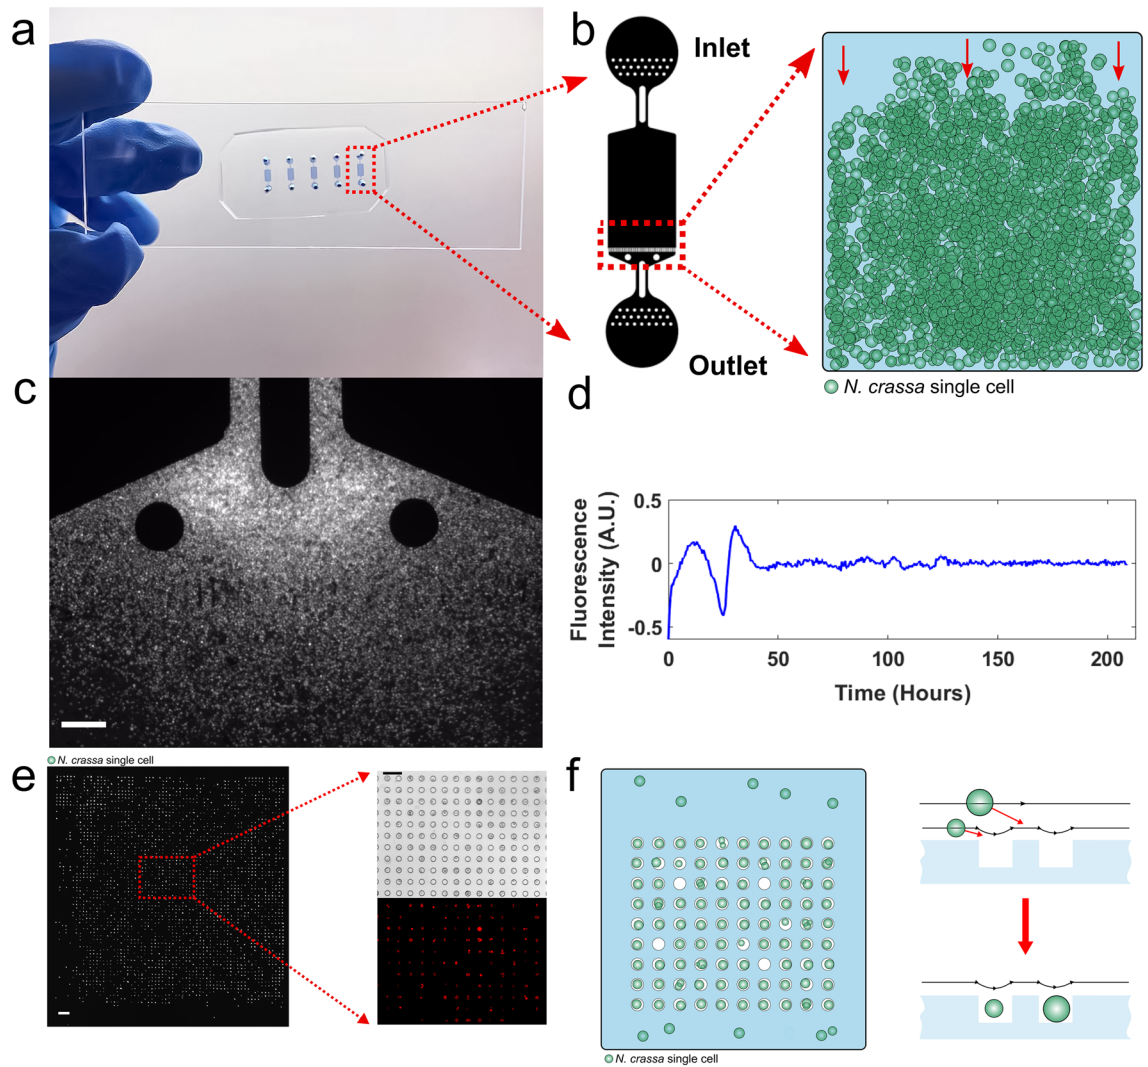 a
b
Inlet
Outlet
N. crassa single cell
c
d
Fluorescence
Intensity (A.U.)
0.5
0
-0.5
0
50
100
150
200
Time (Hours)
e
N. crassa single cell
f
N. crassa single cell